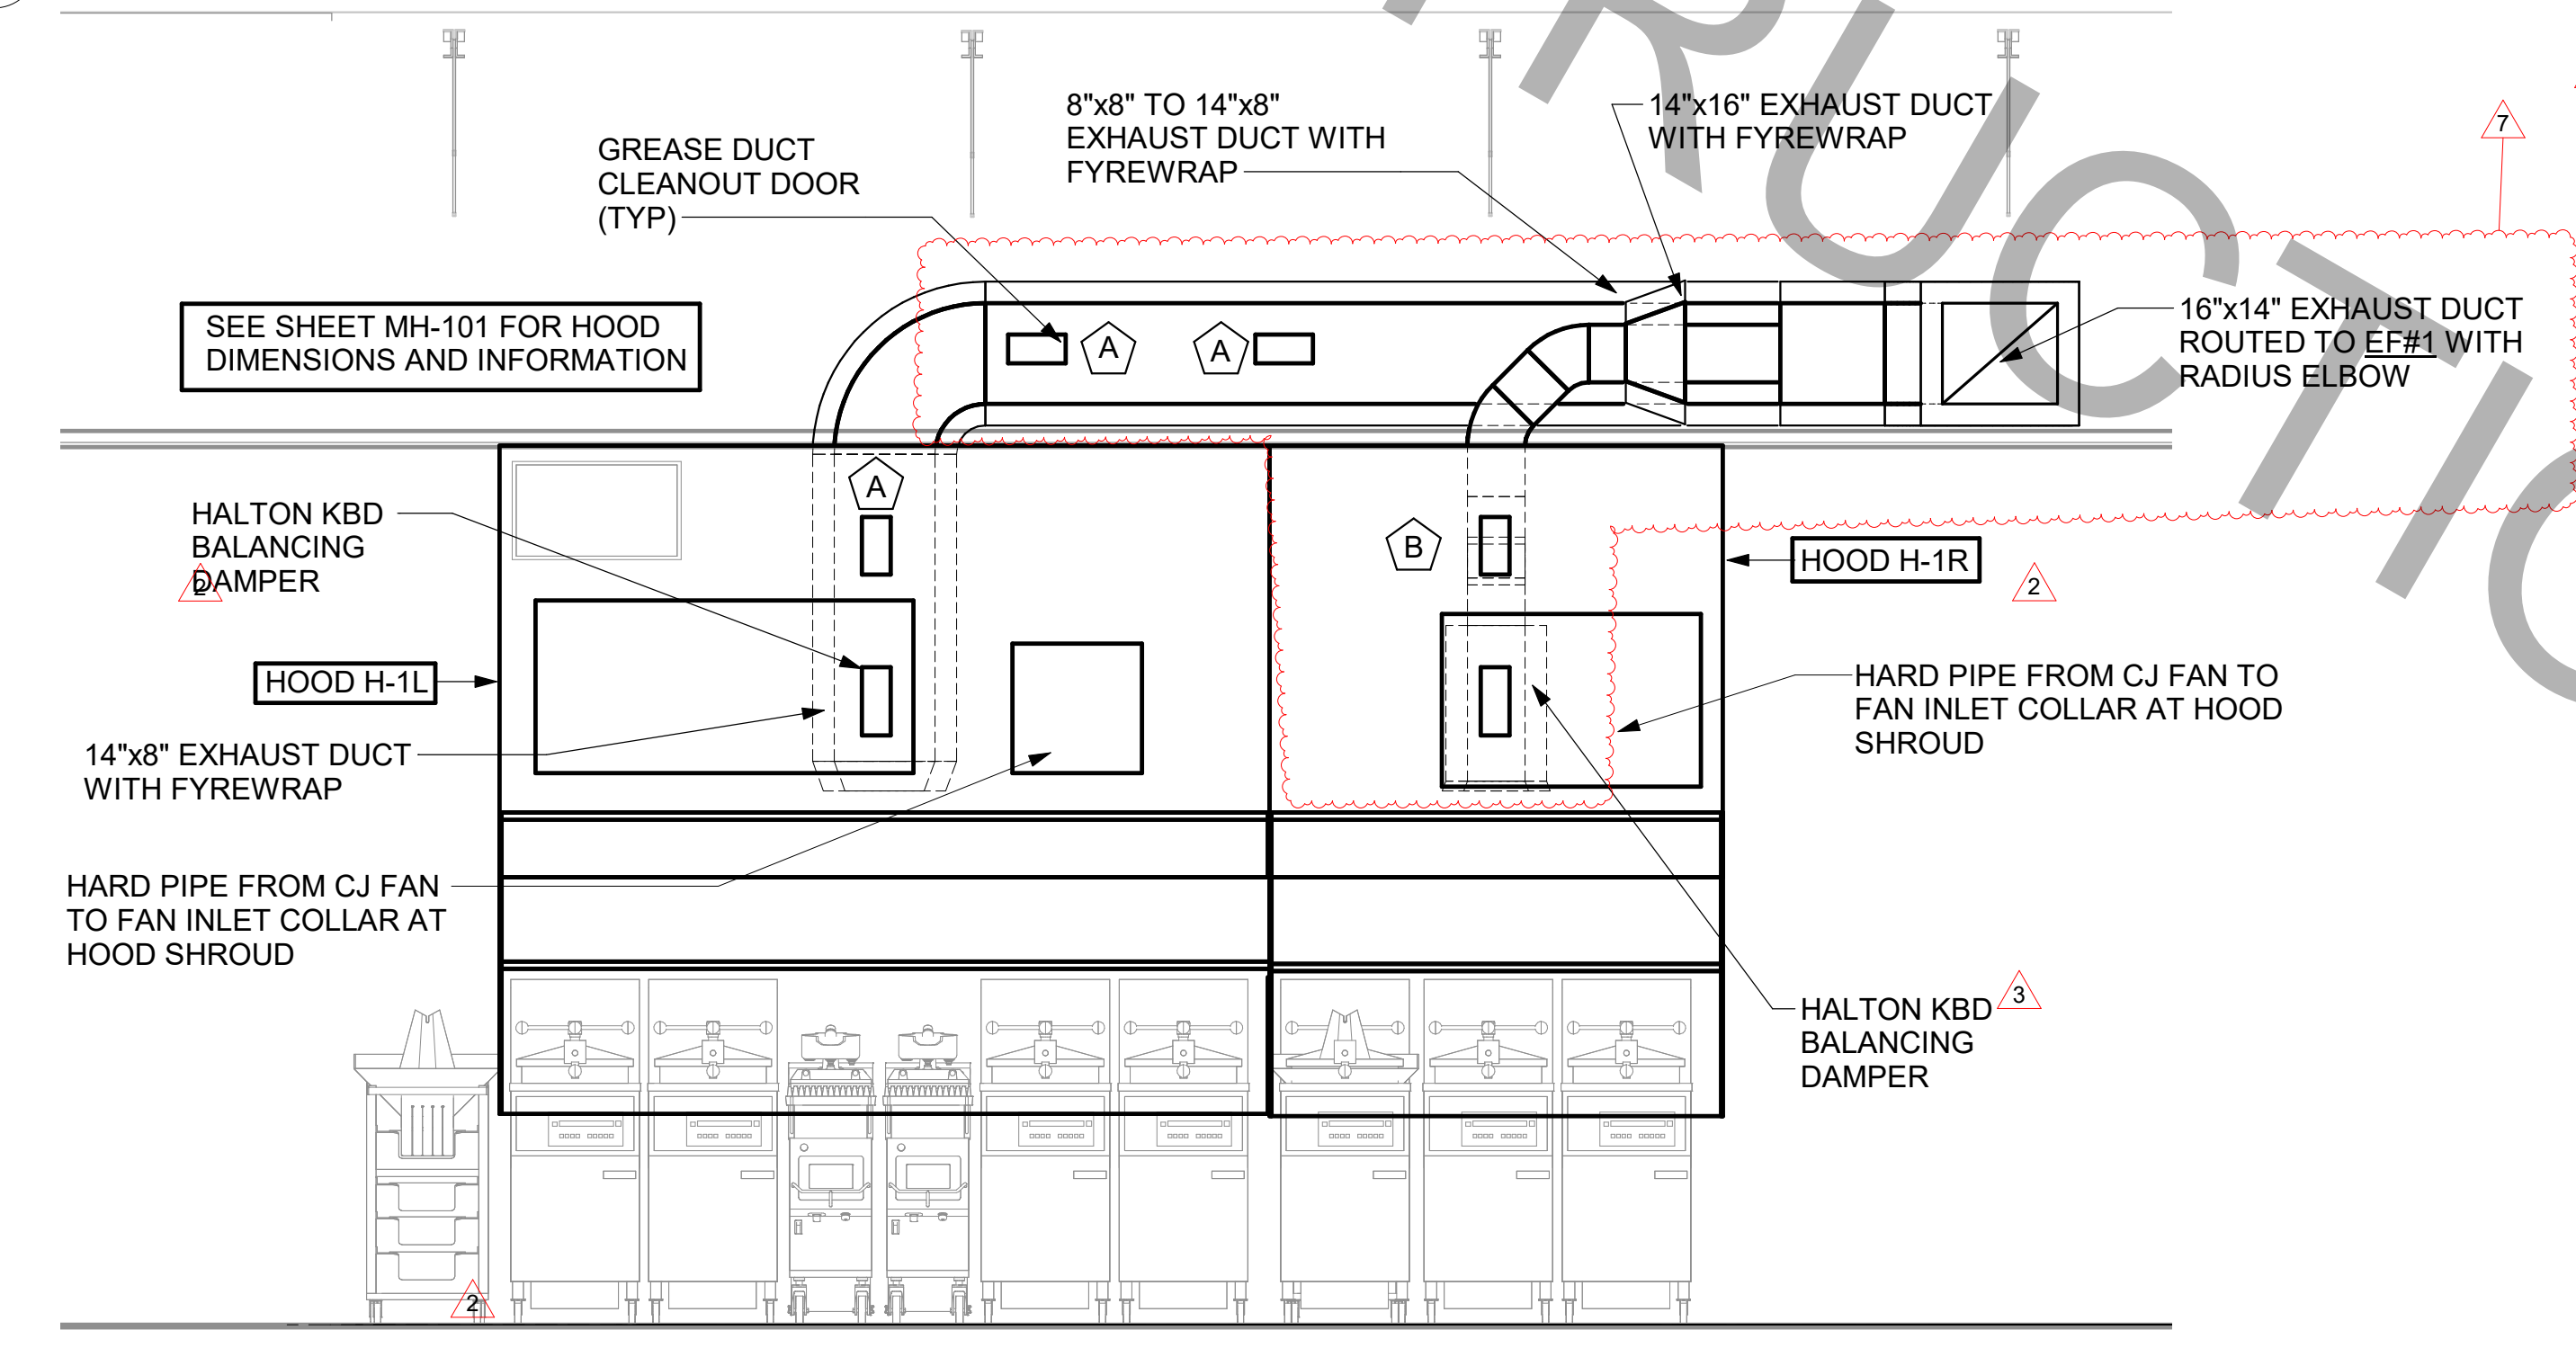 8"x8" TO 14"x8"
EXHAUST DUCT WITH
FYREWRAP
14"x16" EXHAUST DUCT
WITH FYREWRAP
7
GREASE DUCT
CLEANOUT DOOR
(TYP)
SEE SHEET MH-101 FOR HOOD
DIMENSIONS AND INFORMATION
A
A
16"x14" EXHAUST DUCT
ROUTED TO EF#1 WITH
RADIUS ELBOW
A
HALTON KBD
BALANCING
DAMPER
2
B
HOOD H-1R
2
HOOD H-1L
HARD PIPE FROM CJ FAN TO
FAN INLET COLLAR AT HOOD
SHROUD
14"x8" EXHAUST DUCT
WITH FYREWRAP
HARD PIPE FROM CJ FAN
TO FAN INLET COLLAR AT
HOOD SHROUD
HALTON KBD
BALANCING
DAMPER
3
2
RUCTIO